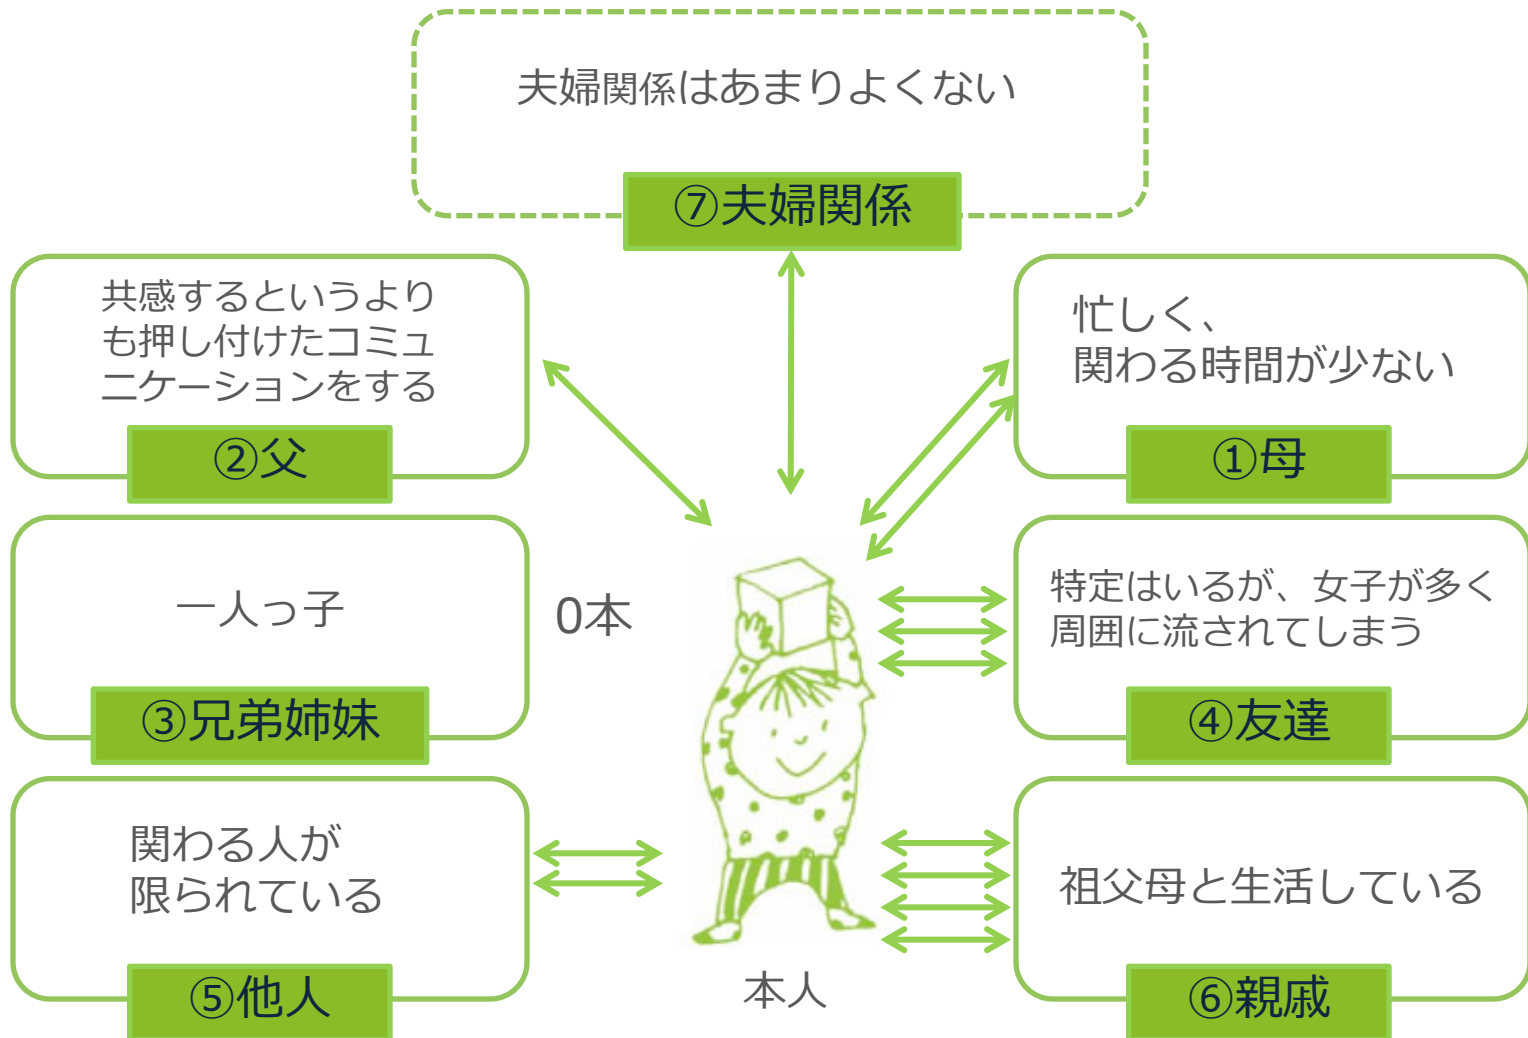 夫婦関係はあまりよくない
⑦夫婦関係
共感するというより
も押し付けたコミュ
ニケーションをする
②父
忙しく、
関わる時間が少ない
①母
一人っ子
0本
③兄弟姉妹
特定はいるが、女子が多く
周囲に流されてしまう
④友達
関わる人が
限られている
⑤他人
本人
祖父母と生活している
⑥親戚